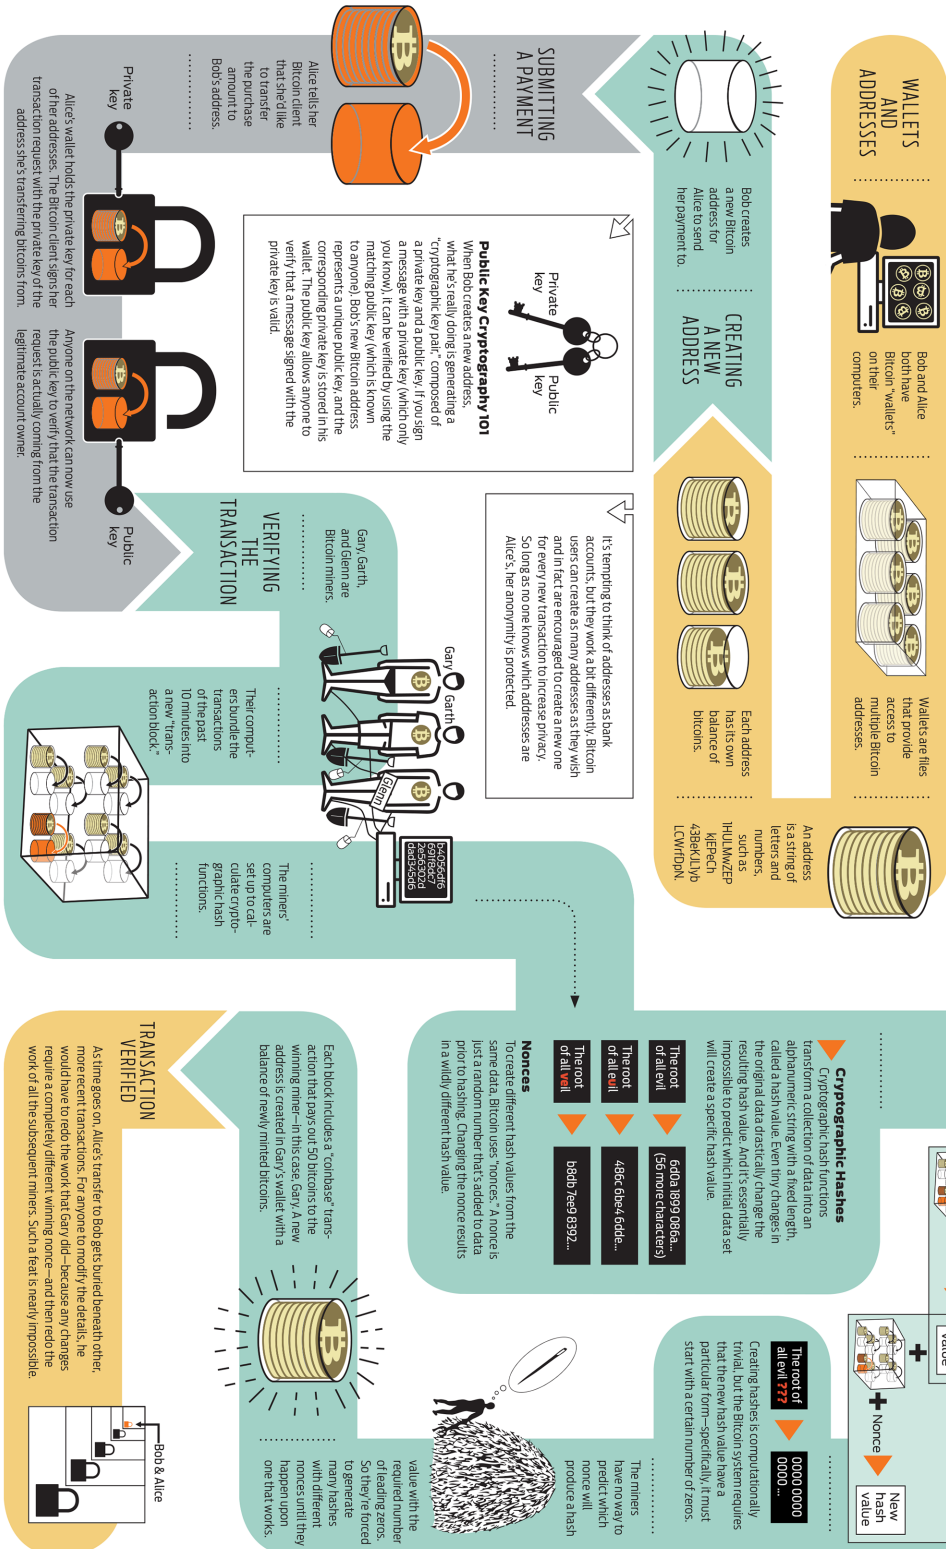 WALLETS
AND
ADDRESSES
Bob and Alice
both have
Bitcoin “wallets”
on their
computers.
Wallets are files
that provide
access to
multiple Bitcoin
addresses.
An address
is a string of
letters and
numbers,
such as
1HULMwZEP
kjEPeCh
43BeKJL1yb
LCWrfDpN.
Each address
has its own
balance of
bitcoins.
CREATING
A NEW
ADDRESS
Bob creates
a new Bitcoin
address for
Alice to send
her payment to.
It’s tempting to think of addresses as bank
accounts, but they work a bit differently. Bitcoin
users can create as many addresses as they wish
and in fact are encouraged to create a new one
for every new transaction to increase privacy.
So long as no one knows which addresses are
Alice’s, her anonymity is protected.
Private
key
Public
key
Public Key Cryptography 101
When Bob creates a new address,
what he’s really doing is generating a
“cryptographic key pair,” composed of
a private key and a public key. If you sign
a message with a private key (which only
you know), it can be verified by using the
matching public key (which is known
to anyone). Bob’s new Bitcoin address
represents a unique public key, and the
corresponding private key is stored in his
wallet. The public key allows anyone to
verify that a message signed with the
private key is valid.
SUBMITTING
A PAYMENT
Alice tells her
Bitcoin client
that she’d like
to transfer
the purchase
amount to
Bob’s address.
Private
key
Alice’s wallet holds the private key for each
of her addresses. The Bitcoin client signs her
transaction request with the private key of the
address she’s transferring bitcoins from.
Public
key
Anyone on the network can now use
the public key to verify that the transaction
request is actually coming from the
legitimate account owner.
VERIFYING
THE
TRANSACTION
Gary, Garth,
and Glenn are
Bitcoin miners.
Gary
Garth
Glenn
Their comput-
ers bundle the
transactions
of the past
10 minutes into
a new “trans-
action block.”
b4056df6
691f8dc7
2e56302d
dad345d6
The miners’
computers are
set up to cal-
culate crypto-
graphic hash
functions.
Cryptographic Hashes
Cryptographic hash functions
transform a collection of data into an
alphanumeric string with a fixed length,
called a hash value. Even tiny changes in
the original data drastically change the
resulting hash value. And it’s essentially
impossible to predict which initial data set
will create a specific hash value.
The root
of all evil
6d0a 1899 086a...
(56 more characters)
The root
of all euil
486c 6be4 6dde...
The root
of all veil
b8db 7ee9 8392...
Nonces
To create different hash values from the
same data, Bitcoin uses “nonces.” A nonce is
just a random number that’s added to data
prior to hashing. Changing the nonce results
in a wildly different hash value.
value
+
+ Nonce
New
hash
value
The root of
all evil ???
0000 0000
0000...
Creating hashes is computationally
trivial, but the Bitcoin system requires
that the new hash value have a
particular form—specifically, it must
start with a certain number of zeros.
The miners
have no way to
predict which
nonce will
produce a hash
value with the
required number
of leading zeros.
So they’re forced
to generate
many hashes
with different
nonces until they
happen upon
one that works.
Each block includes a “coinbase” trans-
action that pays out 50 bitcoins to the
winning miner—in this case, Gary. A new
address is created in Gary’s wallet with a
balance of newly minted bitcoins.
TRANSACTION
VERIFIED
As time goes on, Alice’s transfer to Bob gets buried beneath other,
more recent transactions. For anyone to modify the details, he
would have to redo the work that Gary did—because any changes
require a completely different winning nonce—and then redo the
work of all the subsequent miners. Such a feat is nearly impossible.
Bob & Alice